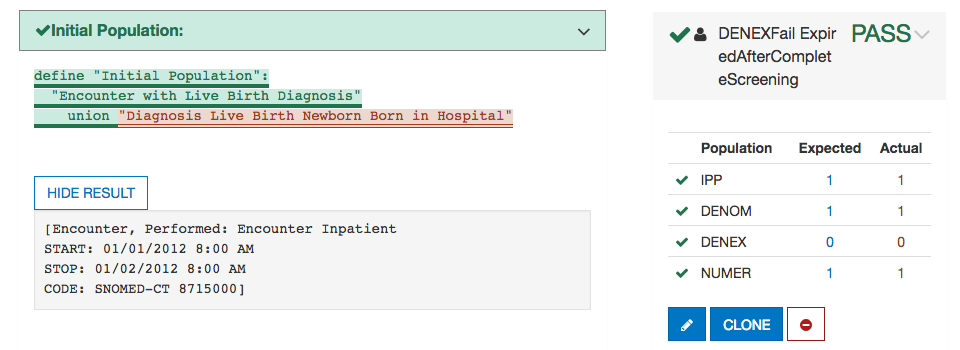 Initial Population:
define "Initial Population":
"Encounter with Live Birth Diagnosis"
union "Diagnosis Live Birth Newborn Born in Hospital"
HIDE RESULT
[Encounter, Performed: Encounter Inpatient
START: 01/01/2012 8:00 AM
STOP: 01/02/2012 8:00 AM
CODE: SNOMED-CT 8715000]
DENEXFail Expir
edAfterComplet
eScreening
PASS
Population Expected Actual
IPP 1 1
DENOM 1 1
DENEX 0 0
NUMER 1 1
CLONE